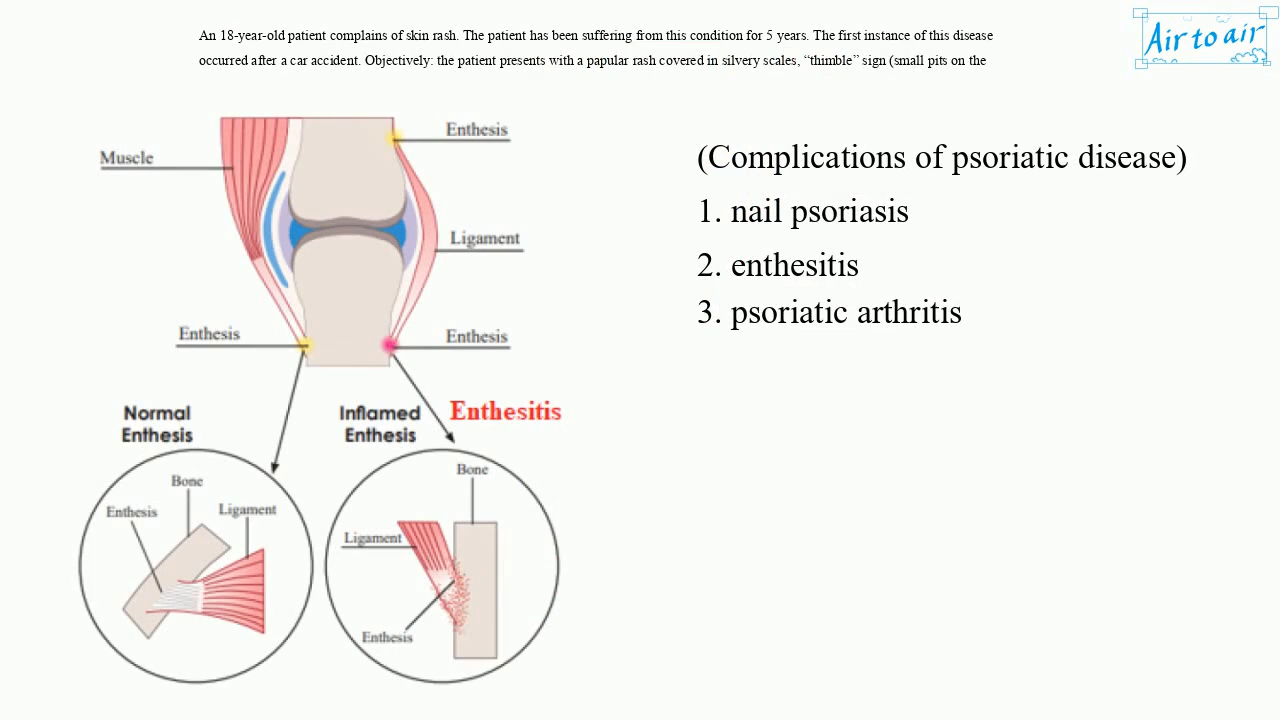 An 18-year-old patient complains of skin rash. The patient has been suffering from this condition for 5 years. The first instance of this disease
occurred after a car accident. Objectively: the patient presents with a papular rash covered in silvery scales, “thimble” sign (small pits on the
Air to air
Enthesis
Muscle
(Complications of psoriatic disease)
1. nail psoriasis
Ligament
2. enthesitis
3. psoriatic arthritis
Enthesis
Enthesis
Normal
Enthesis
Inflamed
Enthesis
Enthesitis
Bone
Enthesis
Ligament
Bone
Ligament
Enthesis